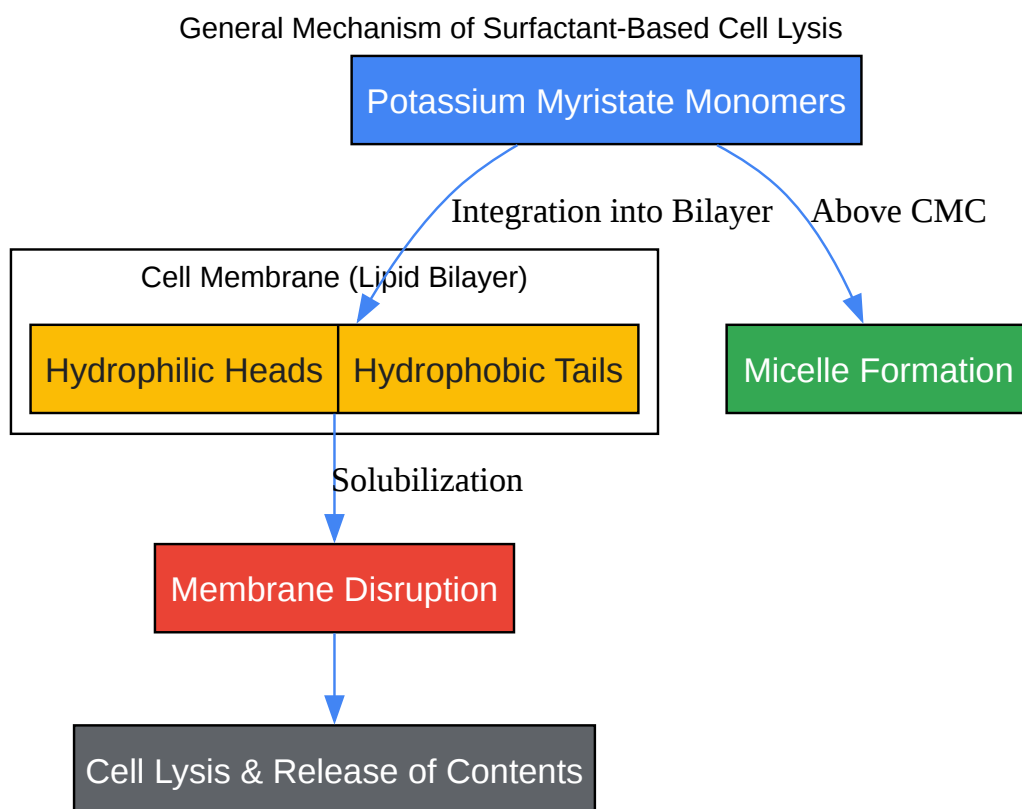 General Mechanism of Surfactant-Based Cell Lysis
Potassium Myristate Monomers
Integration into Bilayer
Above CMC
Cell Membrane (Lipid Bilayer)
Hydrophilic Heads
Hydrophobic Tails
Micelle Formation
Solubilization
Membrane Disruption
Cell Lysis & Release of Contents